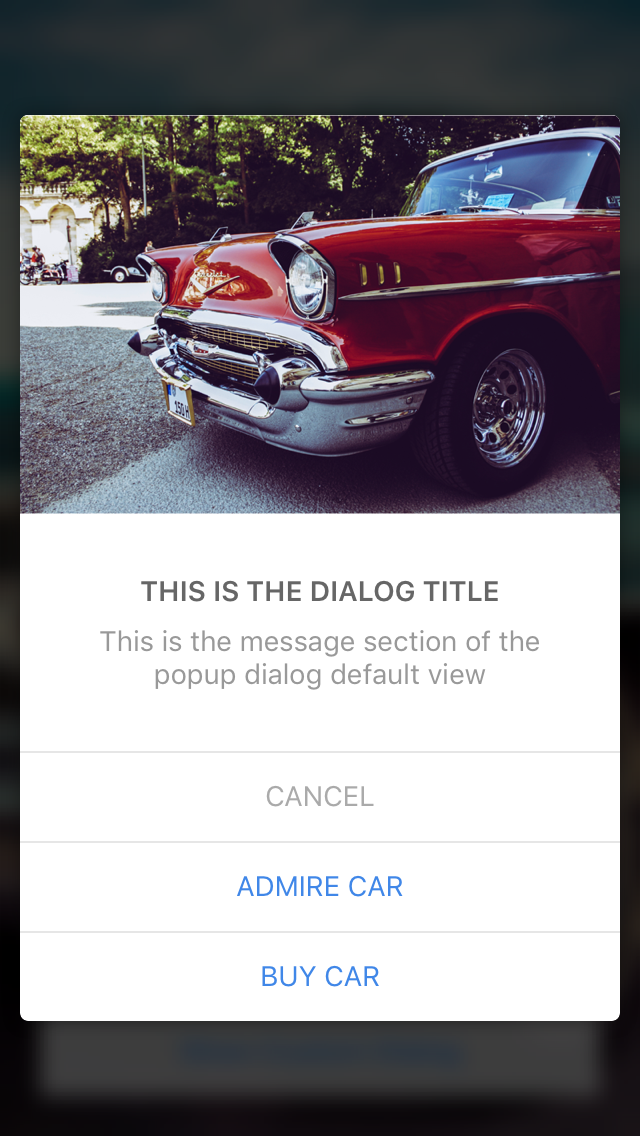 THIS IS THE DIALOG TITLE
This is the message section of the
popup dialog default view
CANCEL
ADMIRE CAR
BUY CAR